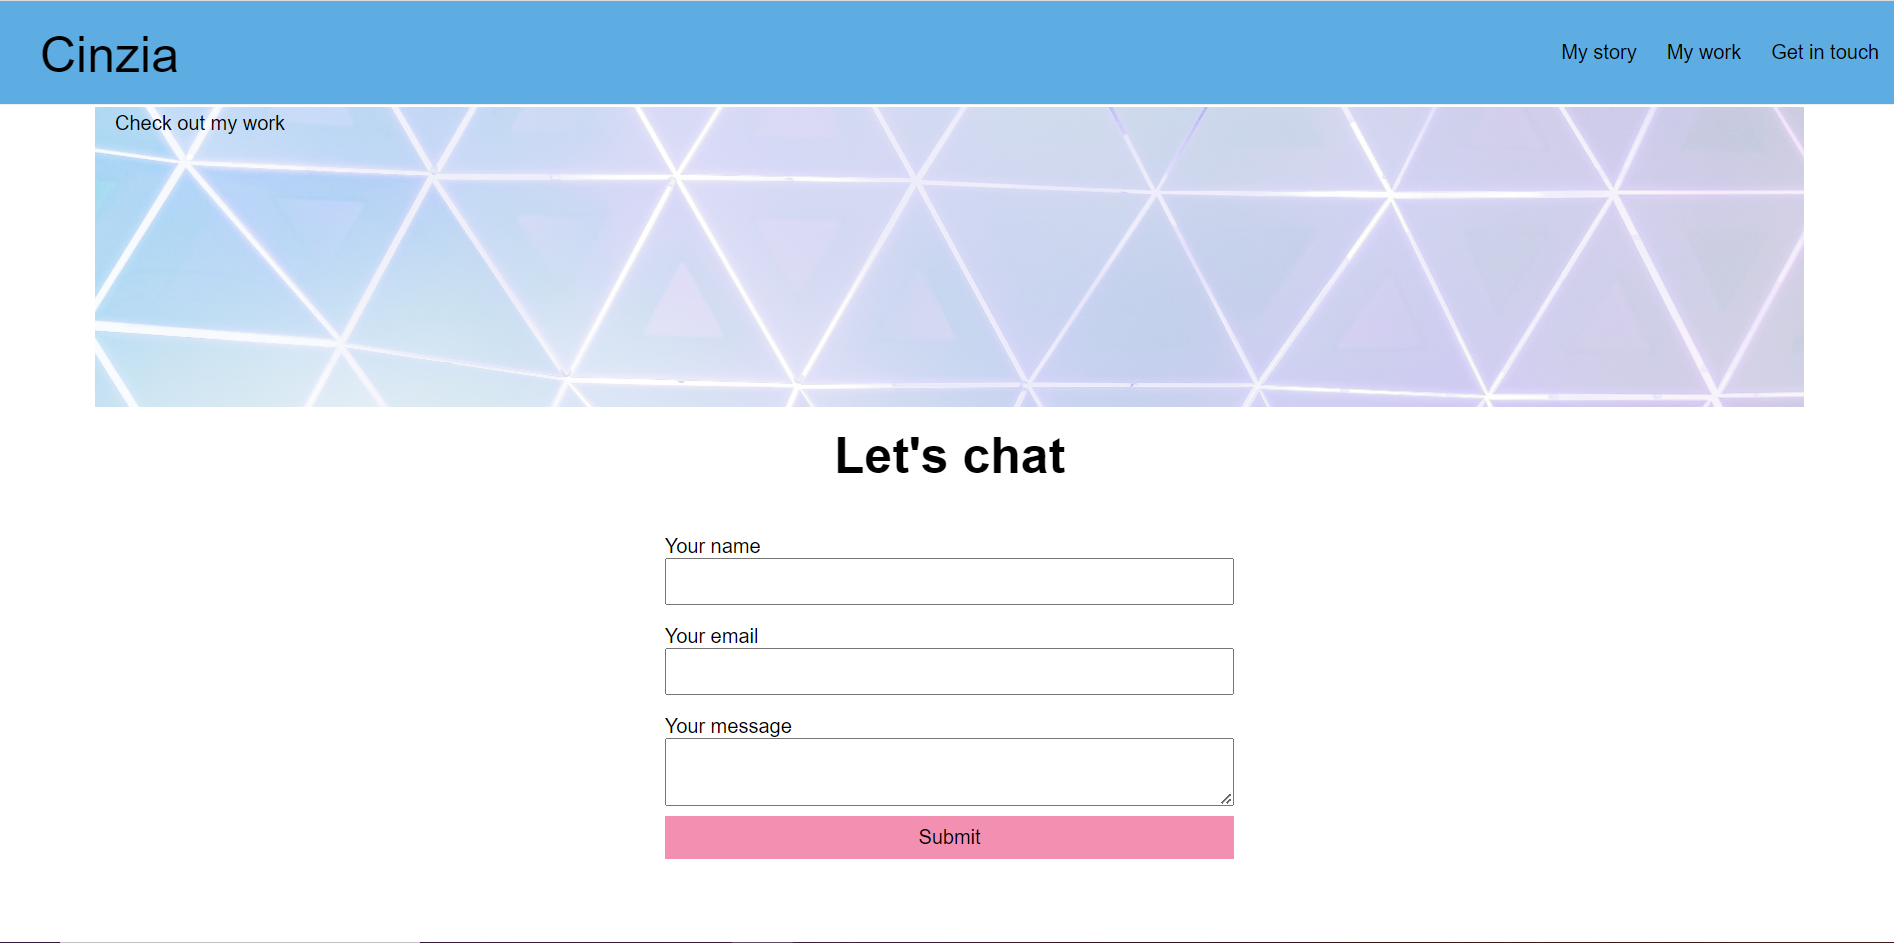 Cinzia
My story My work Get in touch
Check out my work
Let's chat
Your name
Your email
Your message
Submit